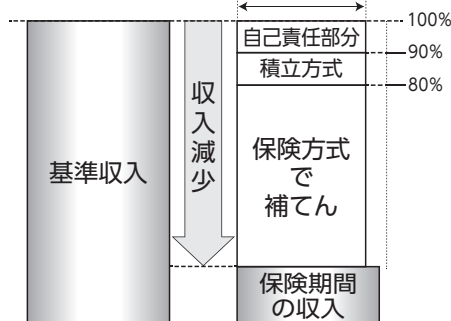 100%
自己責任部分
90%
積立方式
80%
収入減少
基準収入
保険方式
で
補てん
保険期間
の収入